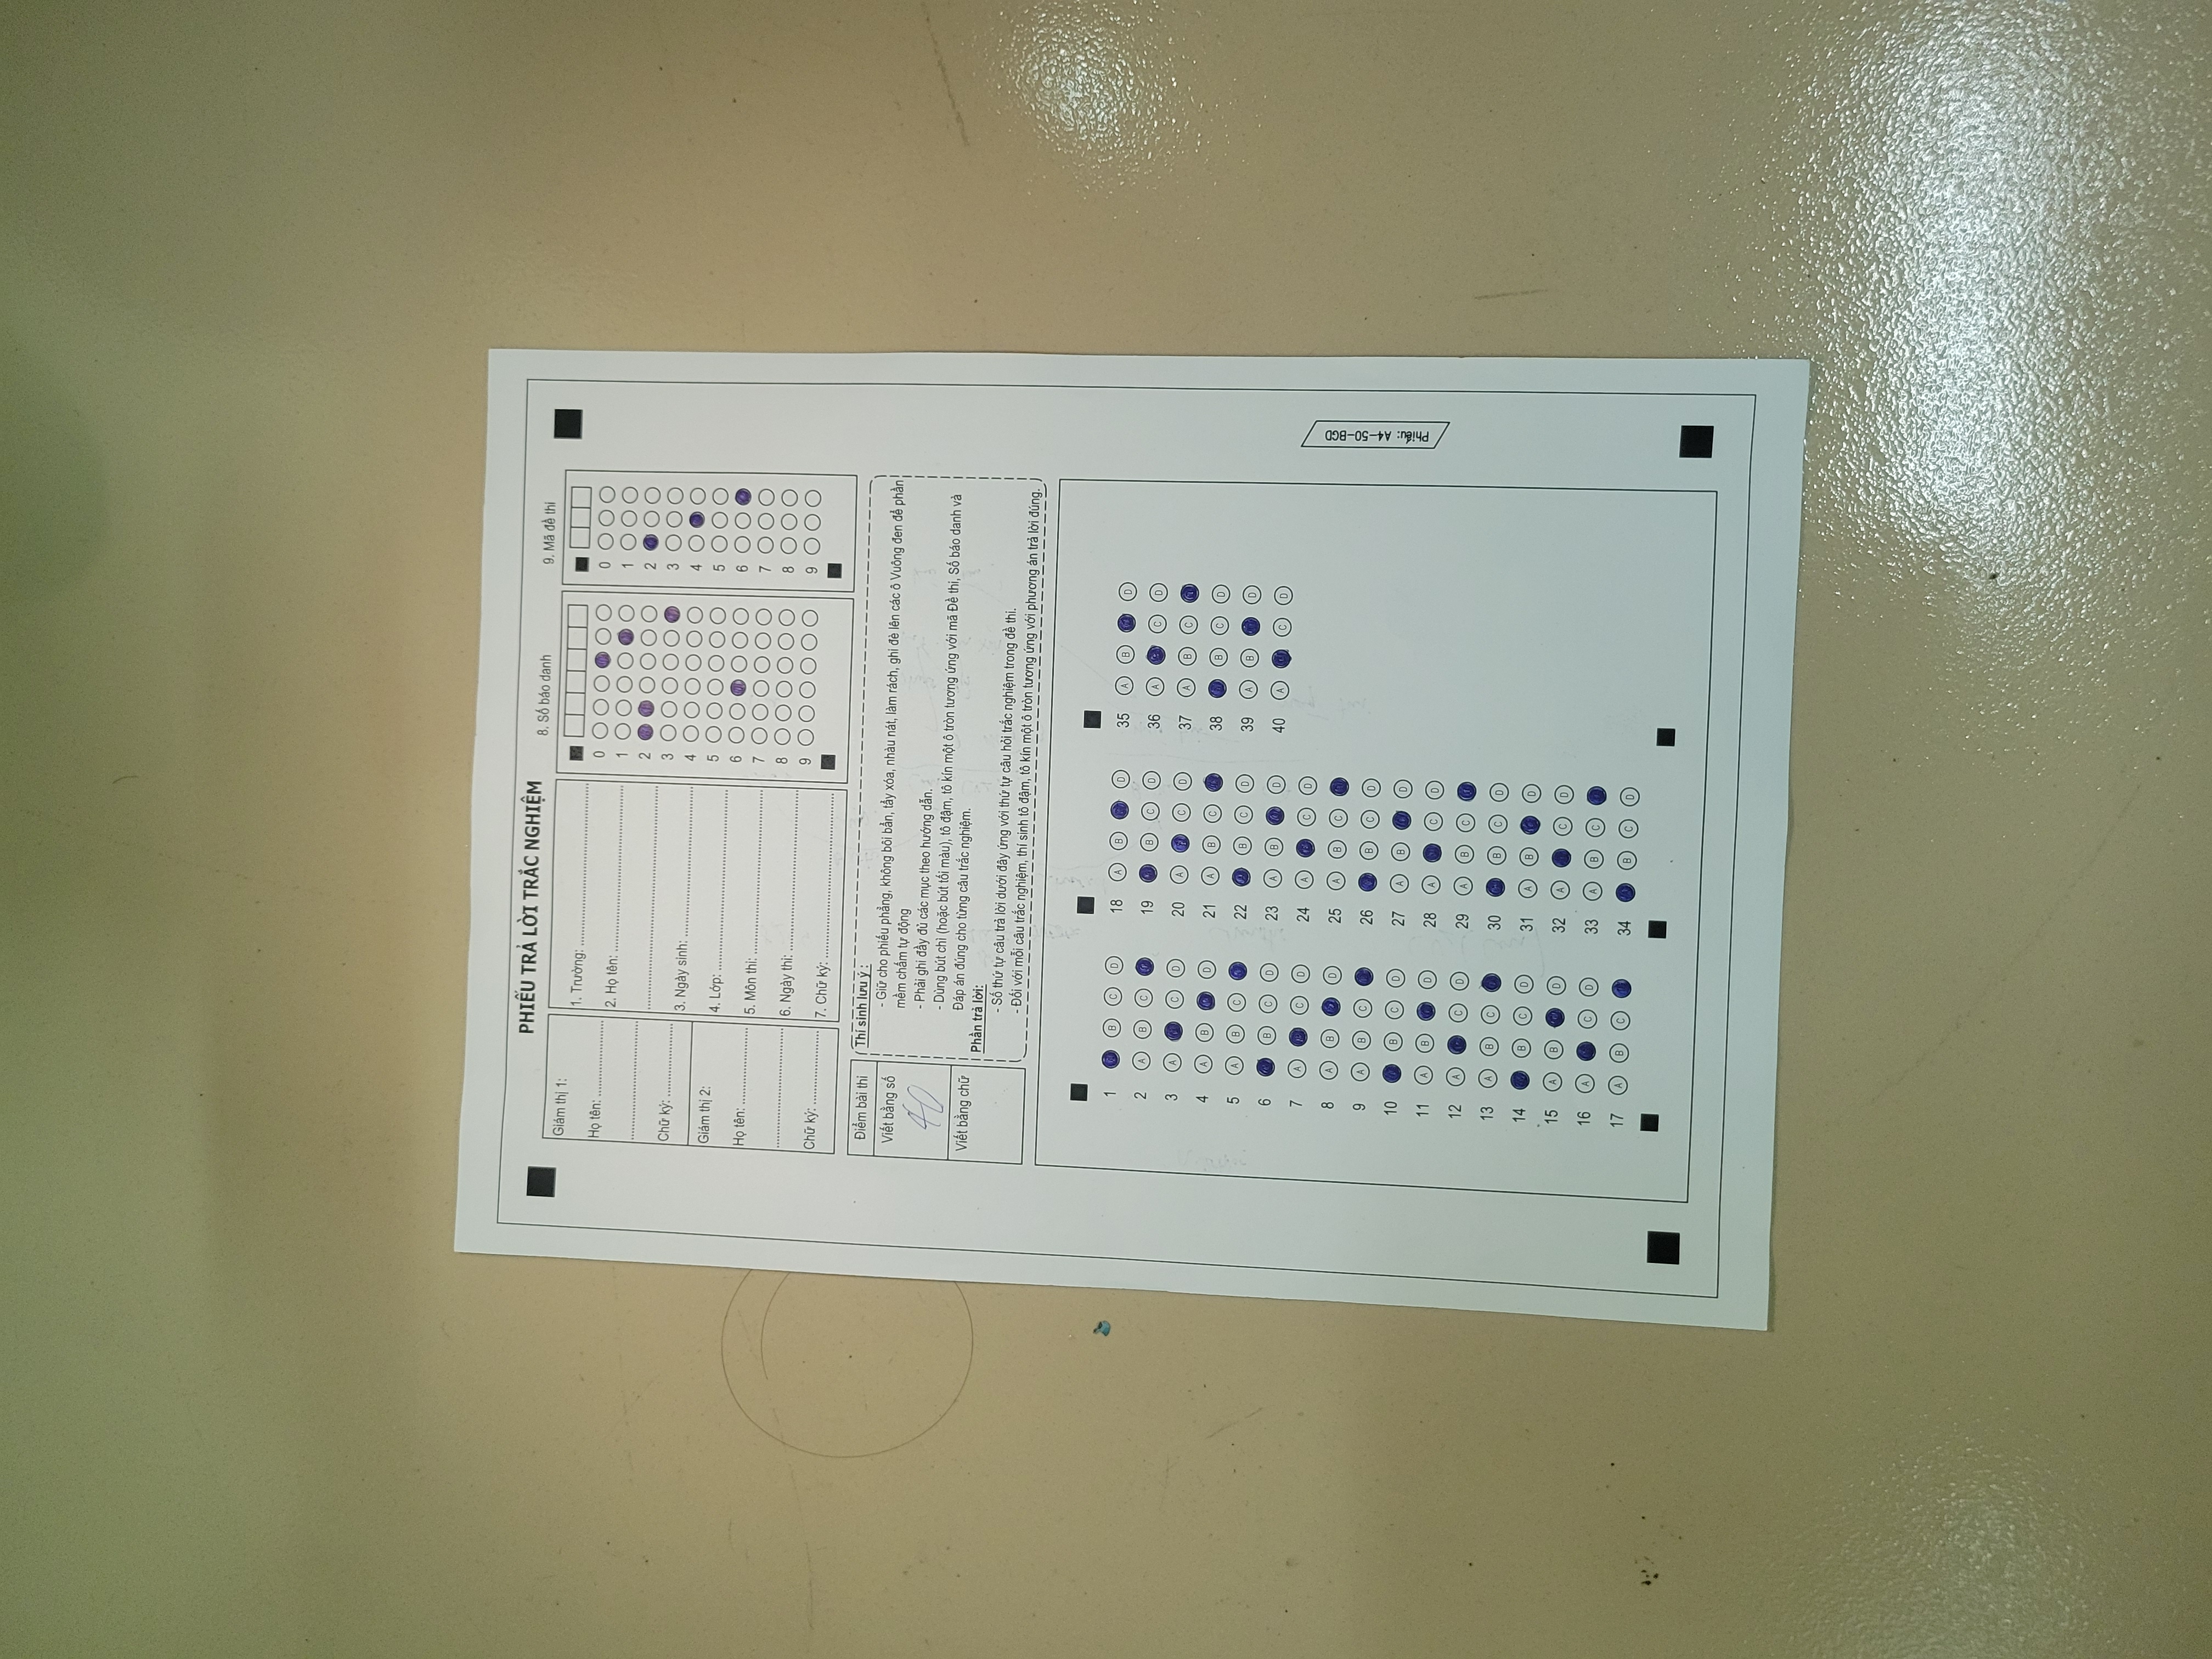 PHIẾU TRẢ LỜI TRẮC NGHIỆM
Giám thị 1:
Họ tên: ....................
..............................
Chữ ký: ....................
Giám thị 2:
Họ tên: ....................
..............................
Chữ ký: ....................
1. Trường: ........................................
2. Họ tên: ........................................
........................................................
3. Ngày sinh: ....................................
4. Lớp: .............................................
5. Môn thi: ........................................
6. Ngày thi: .......................................
7. Chữ ký: ........................................
8. Số báo danh
0
1
2
3
4
5
6
7
8
9
9. Mã đề thi
0
1
2
3
4
5
6
7
8
9
Điểm bài thi
Viết bằng số
40
Viết bằng chữ
Thí sinh lưu ý :
- Giữ cho phiếu phẳng, không bôi bẩn, tẩy xóa, nhàu nát, làm rách, ghi đè lên các ô Vuông đen để phần
mềm chấm tự động
- Phải ghi đầy đủ các mục theo hướng dẫn.
- Dùng bút chì (hoặc bút tối màu), tô đậm, tô kín một ô tròn tương ứng với mã Đề thi, Số báo danh và
Đáp án đúng cho từng câu trắc nghiệm.
Phần trả lời:
- Số thứ tự câu trả lời dưới đây ứng với thứ tự câu hỏi trắc nghiệm trong đề thi.
- Đối với mỗi câu trắc nghiệm, thí sinh tô đậm, tô kín một ô tròn tương ứng với phương án trả lời đúng.
1 B C D
2 A B C
3 A C D
4 A B D
5 A B C
6 B C D
7 A C D
8 A B D
9 A B C
10 B C D
11 A B D
12 A C D
13 A B C
14 B C D
15 A B D
16 A C D
17 A B C
18 A B D
19 B C D
20 A C D
21 A B C
22 B C D
23 A B D
24 A C D
25 A B C
26 B C D
27 A B D
28 A C D
29 A B C
30 B C D
31 A B D
32 A C D
33 A B C
34 B C D
35 A B D
36 A C D
37 A B C
38 B C D
39 A B D
40 A C D
Phiếu: A4-50-BGD